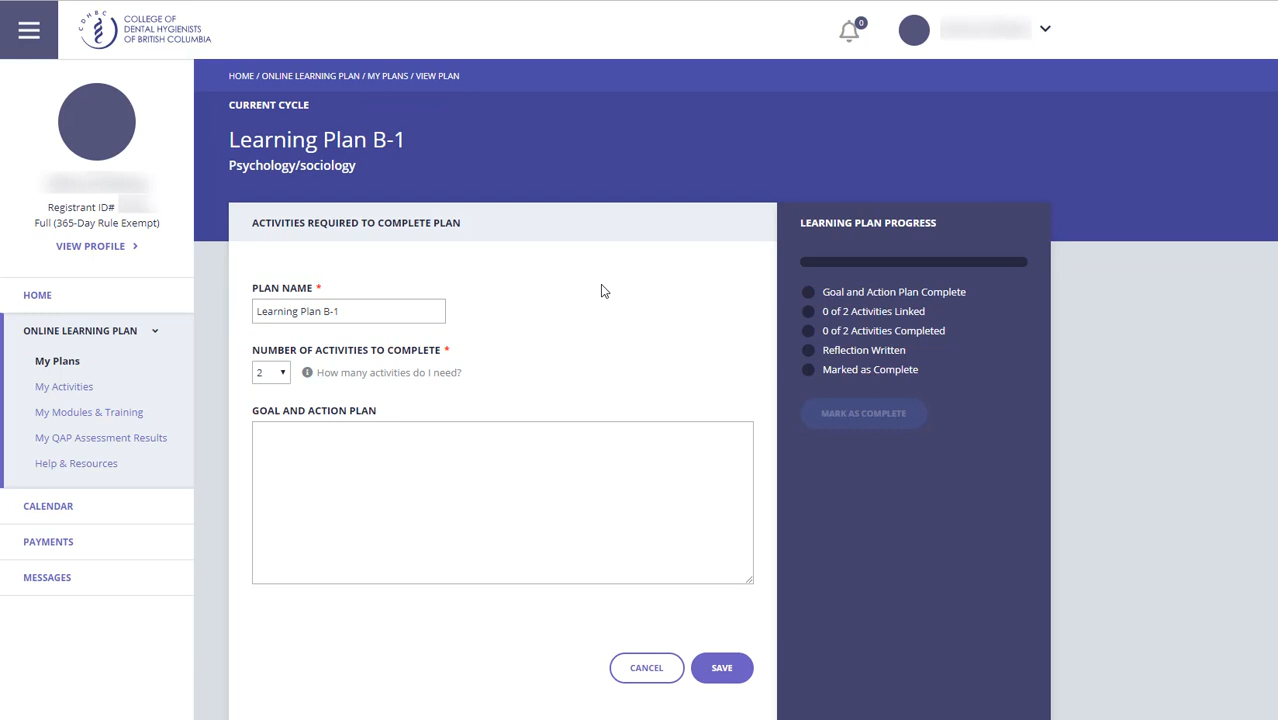 CDHBC
COLLEGE OF
DENTAL HYGIENISTS
OF BRITISH COLUMBIA
0
Registrant ID#
Full (365-Day Rule Exempt)
VIEW PROFILE
HOME
ONLINE LEARNING PLAN
My Plans
My Activities
My Modules & Training
My QAP Assessment Results
Help & Resources
CALENDAR
PAYMENTS
MESSAGES
HOME / ONLINE LEARNING PLAN / MY PLANS / VIEW PLAN
CURRENT CYCLE
Learning Plan B-1
Psychology/sociology
ACTIVITIES REQUIRED TO COMPLETE PLAN
PLAN NAME *
Learning Plan B-1
NUMBER OF ACTIVITIES TO COMPLETE *
2 How many activities do I need?
GOAL AND ACTION PLAN
CANCEL SAVE
LEARNING PLAN PROGRESS
Goal and Action Plan Complete
0 of 2 Activities Linked
0 of 2 Activities Completed
Reflection Written
Marked as Complete
MARK AS COMPLETE